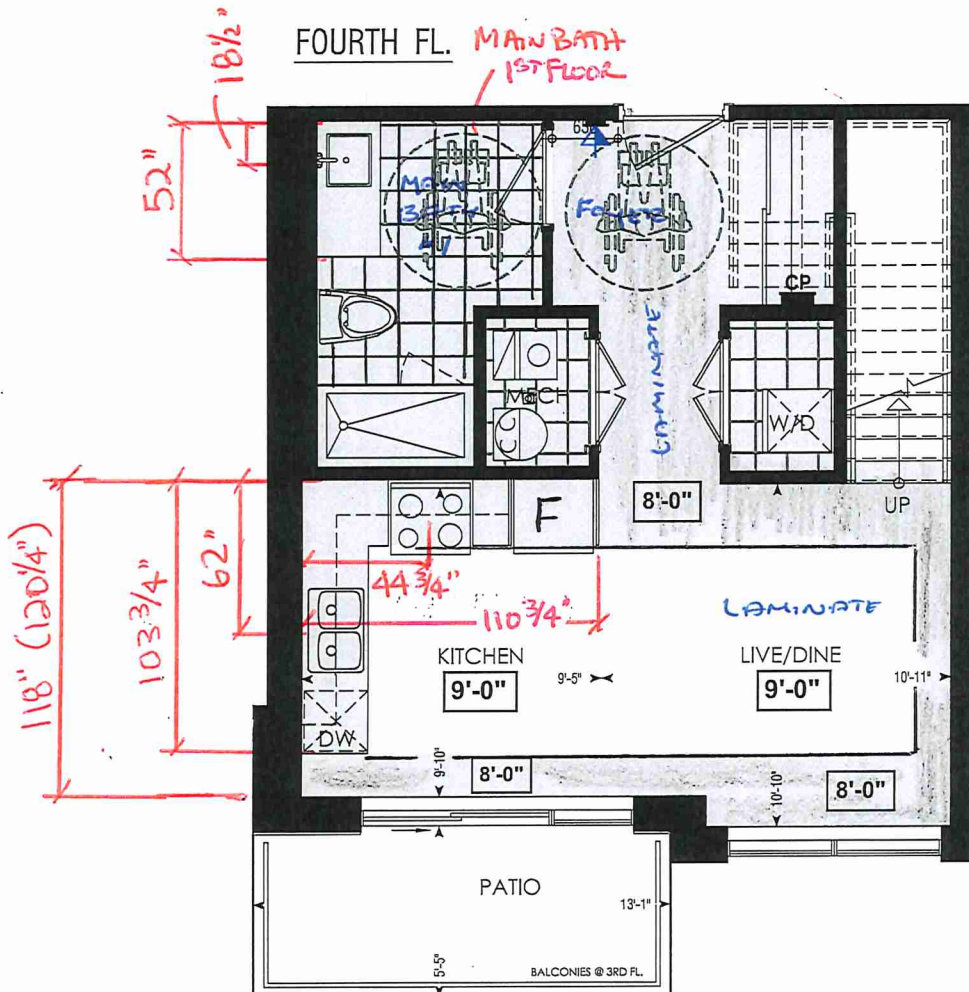 FOURTH FL.
MAIN BATH
1ST FLOOR
18½"
52"
MAIN
BATH
FOYER
CP
LAMINATE
MECH
W/D
8'-0"
UP
F
118" (120¼")
103¾"
62"
44¾"
110¾"
LAMINATE
KITCHEN
9'-0"
9'-5"
LIVE/DINE
9'-0"
10'-11"
DW
9'-10"
8'-0"
10'-10"
8'-0"
PATIO
13'-1"
5'-5"
BALCONIES @ 3RD FL.